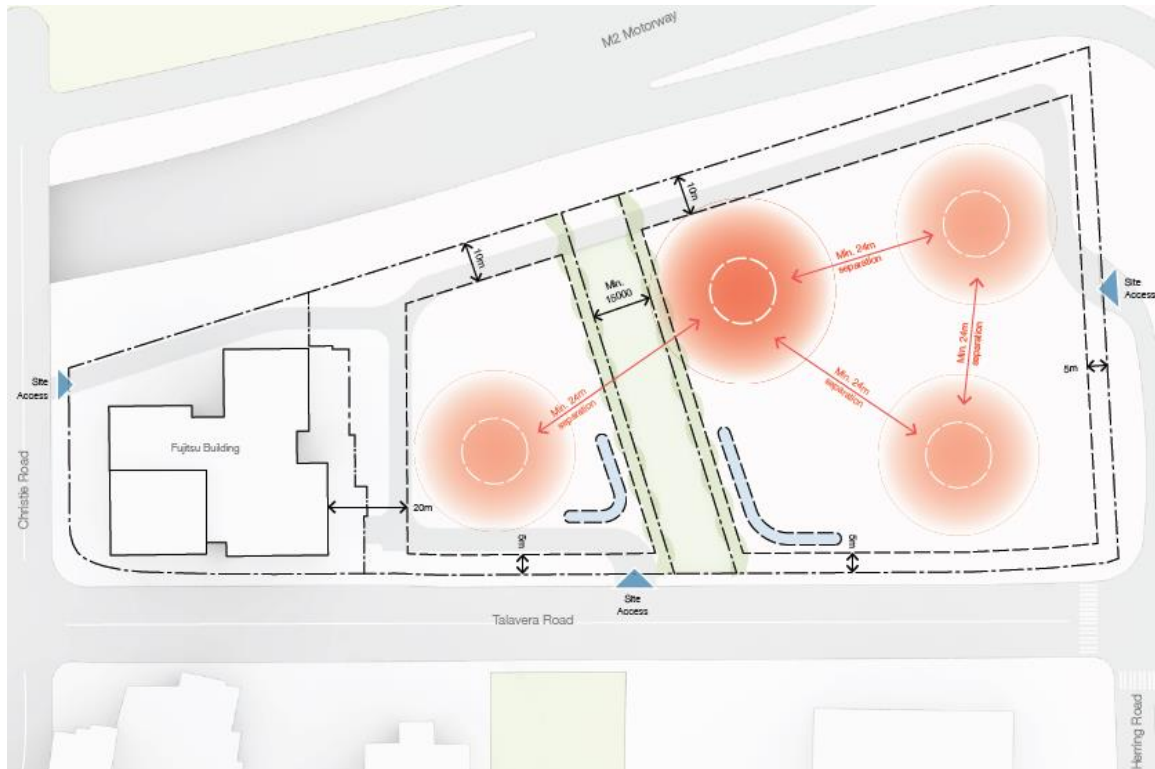 M2 Motorway
10m
10m
Min. 24m
separation
Site
Access
Min.
15000
Min. 24m
separation
5m
Site
Access
Min. 24m
separation
Min. 24m
separation
Fujitsu Building
Christie Road
20m
5m
5m
Site
Access
Talavera Road
Herring Road